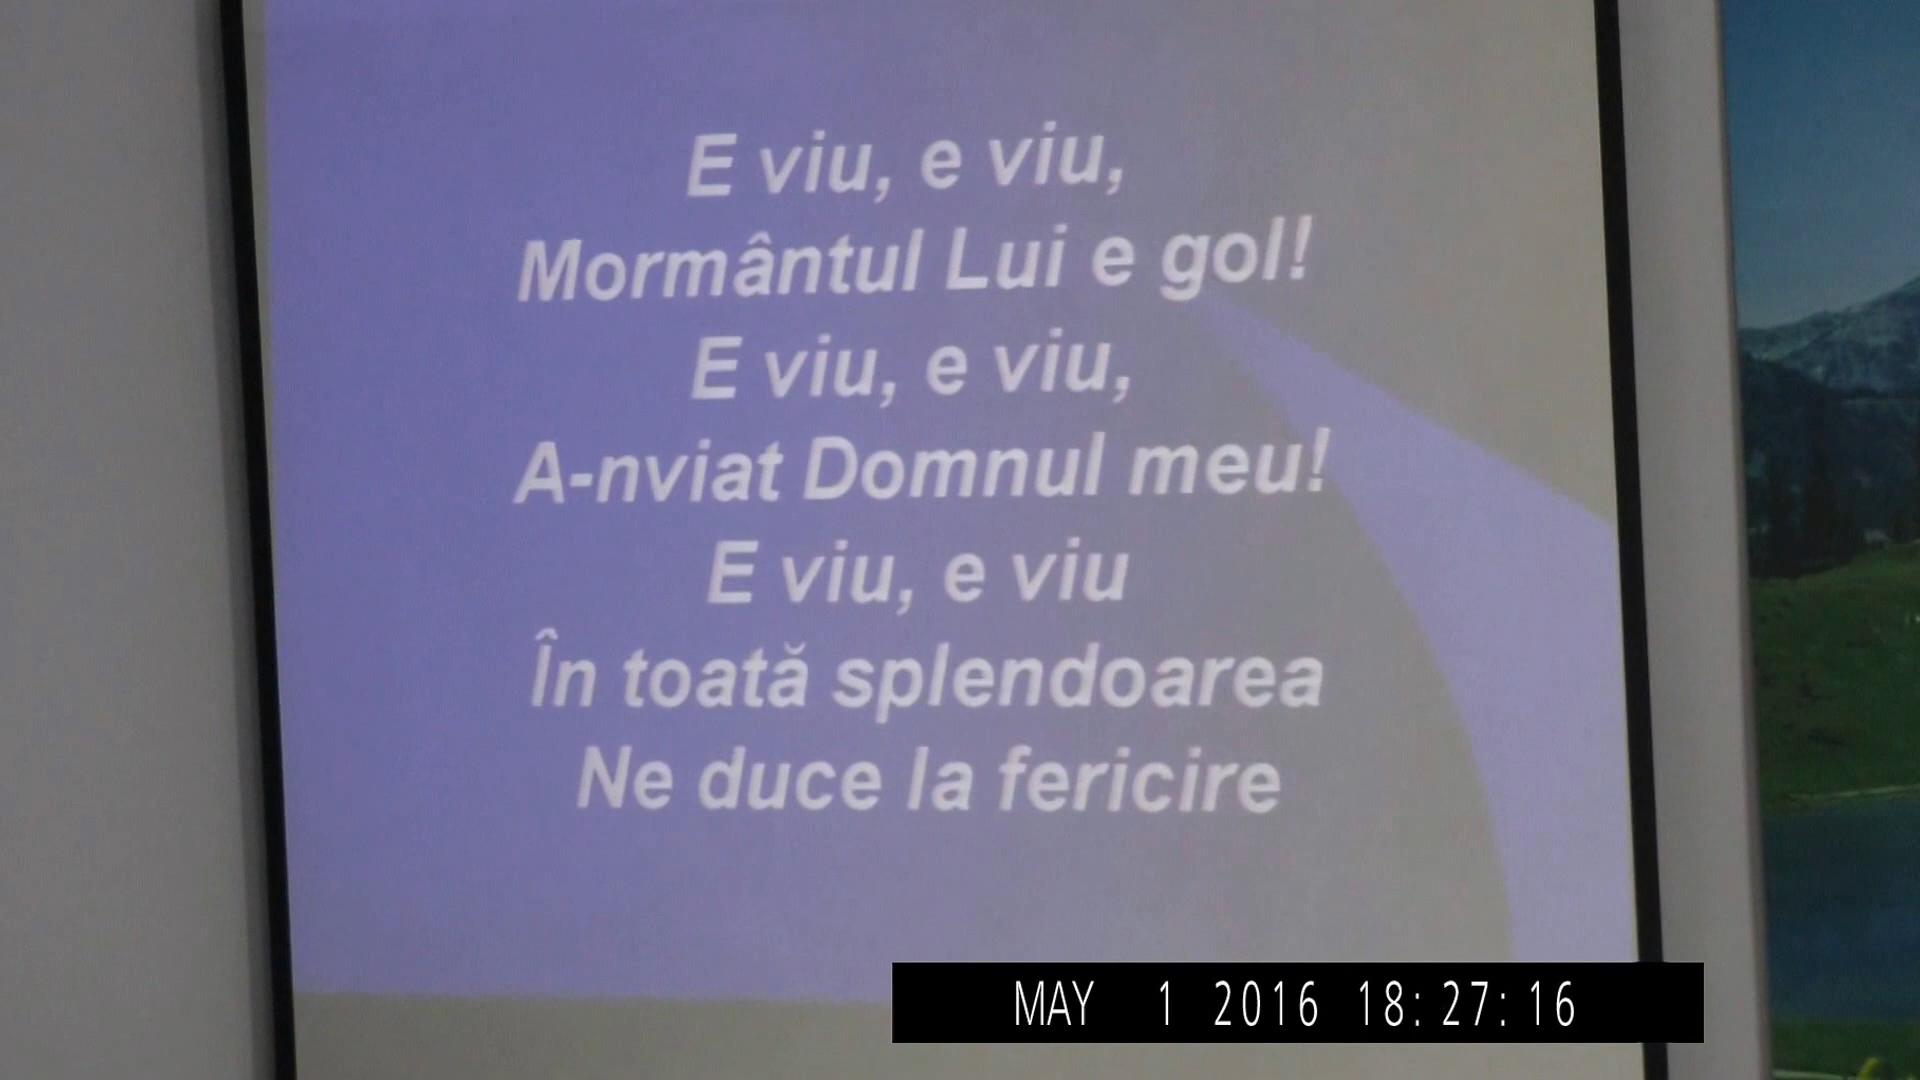 E viu, e viu,
Mormântul Lui e gol!
E viu, e viu,
A-nviat Domnul meu!
E viu, e viu
În toată splendoarea
Ne duce la fericire
MAY 1 2016 18:27:16